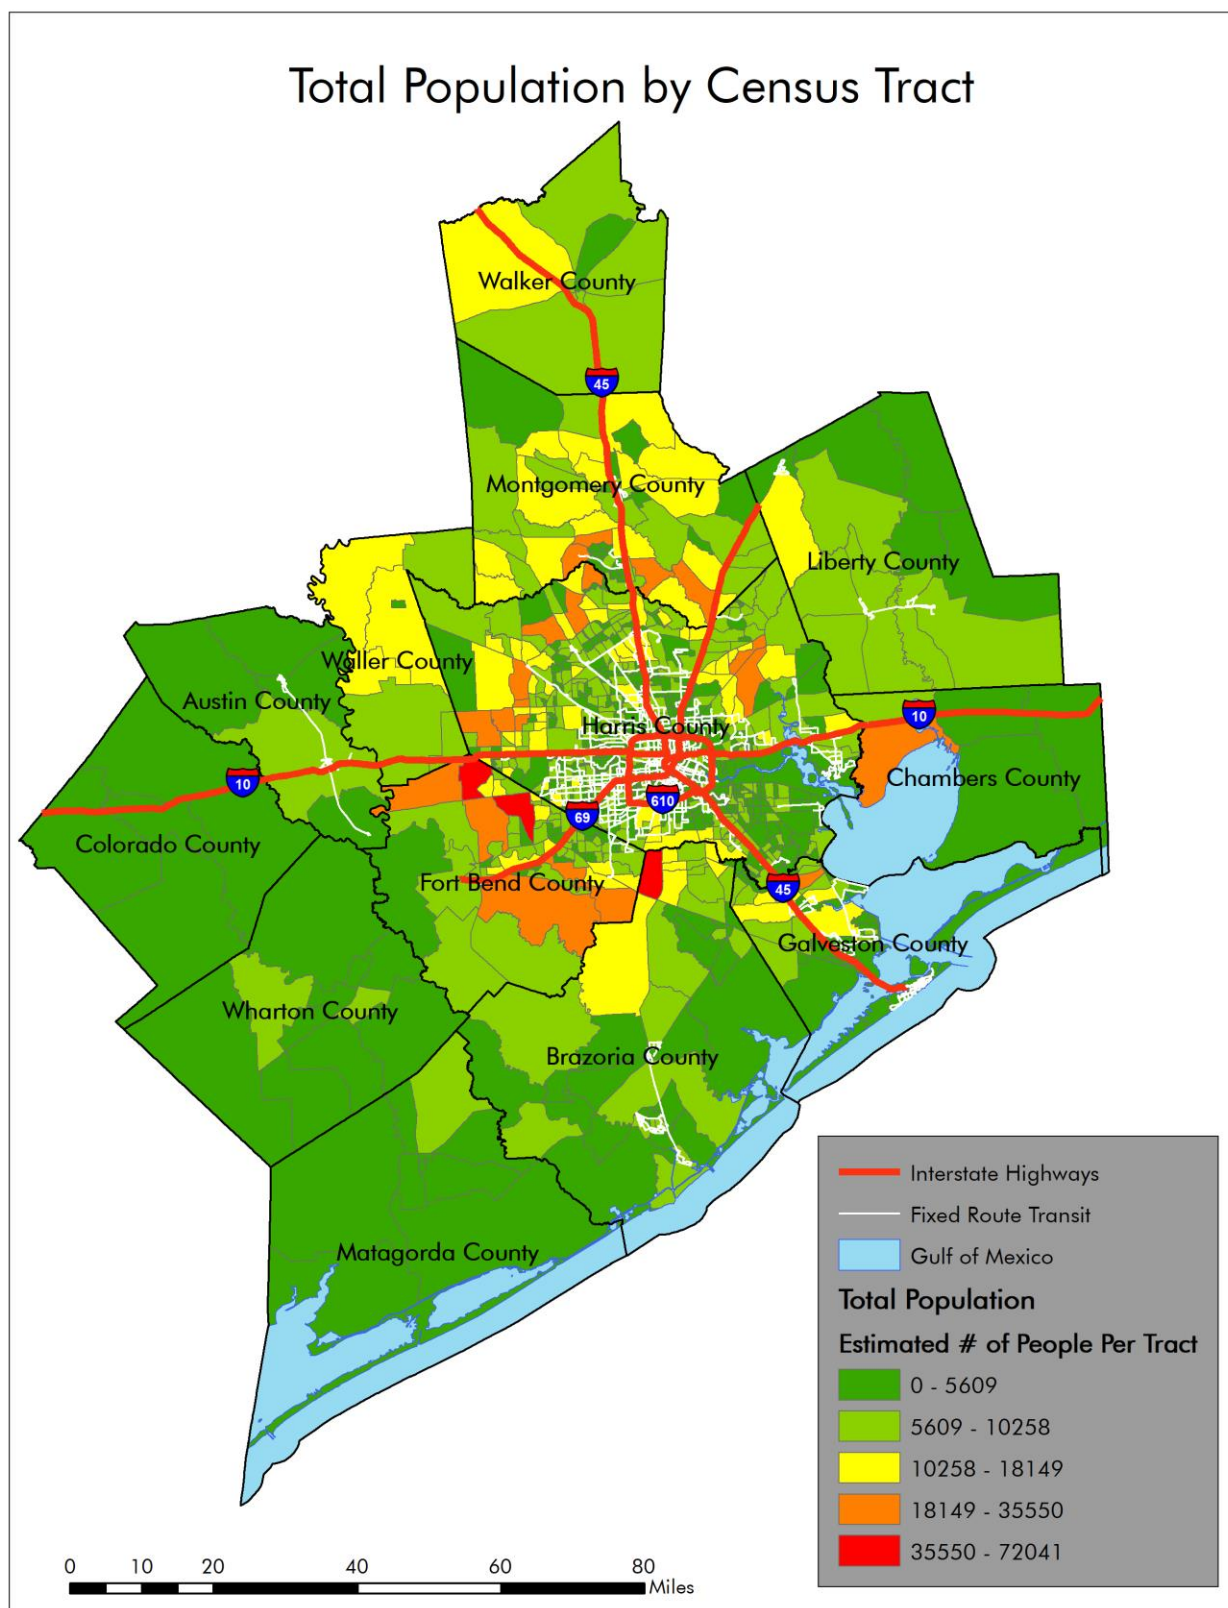 Total Population by Census Tract
Walker County
45
Montgomery County
Liberty County
Waller County
Austin County
Harris County
10
Chambers County
10
610
69
Colorado County
Fort Bend County
45
Galveston County
Wharton County
Brazoria County
Matagorda County
Interstate Highways
Fixed Route Transit
Gulf of Mexico
Total Population
Estimated # of People Per Tract
0 - 5609
5609 - 10258
10258 - 18149
18149 - 35550
35550 - 72041
0 10 20 40 60 80
Miles